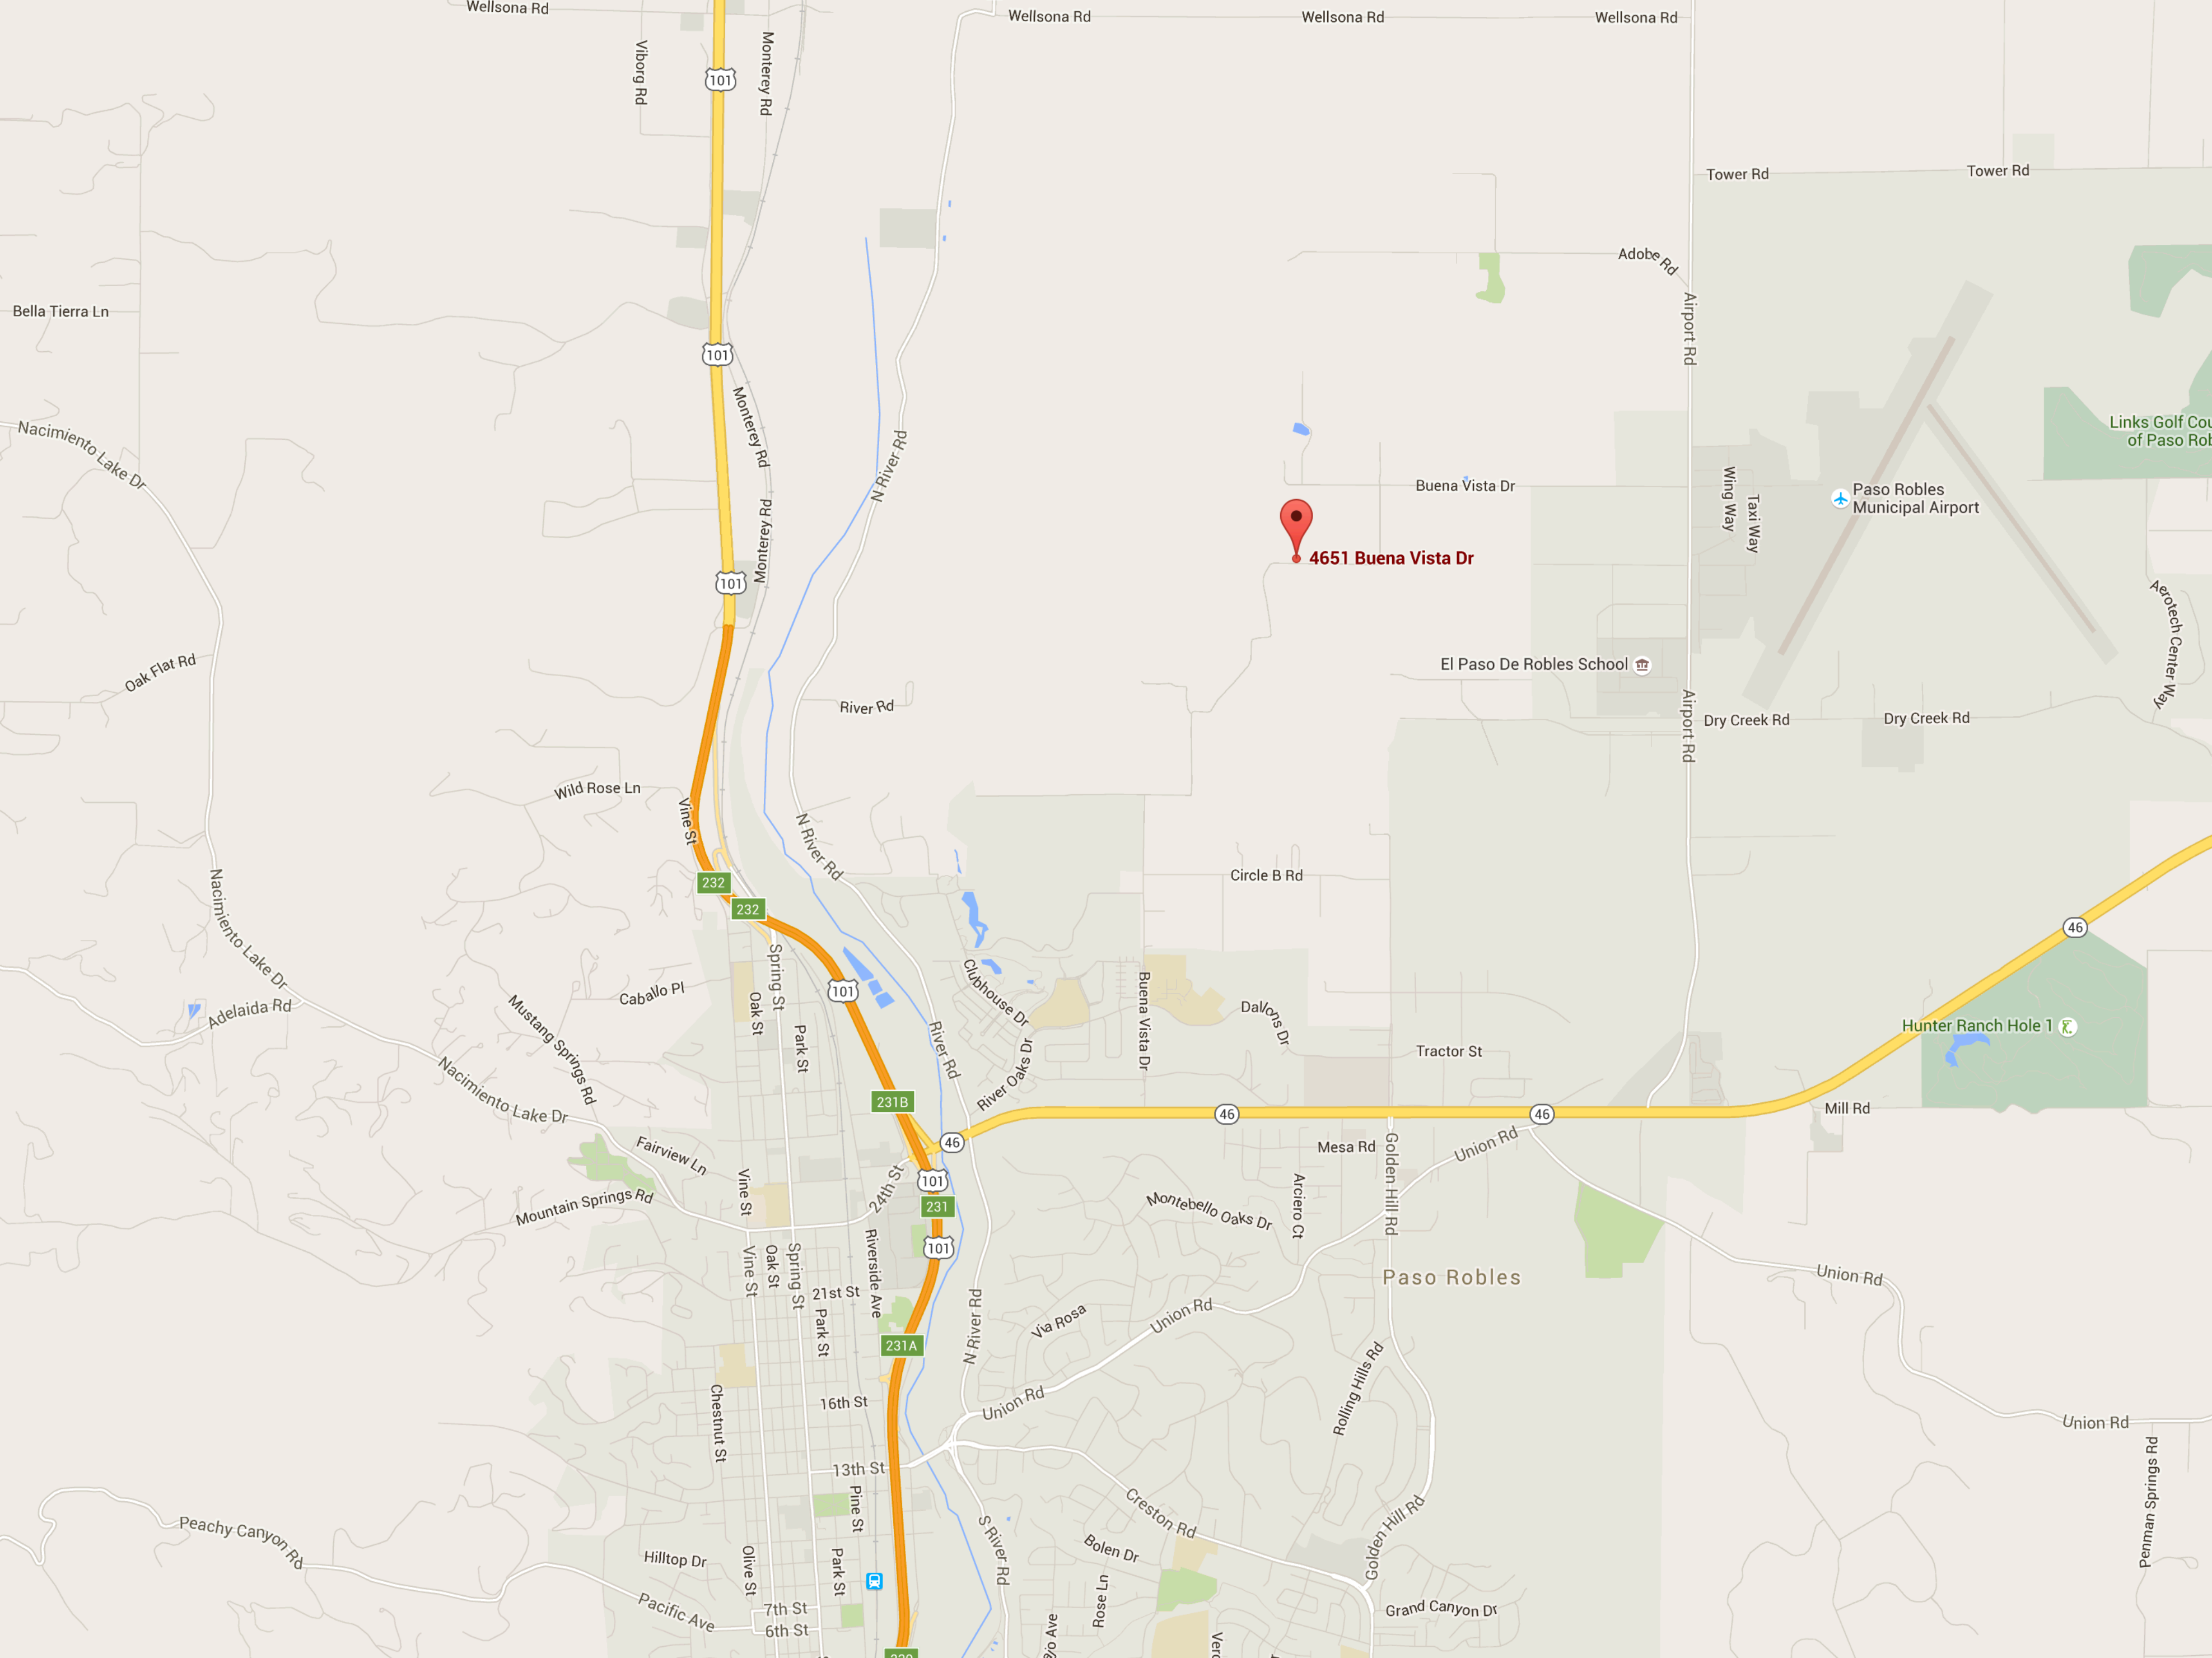 Wellsona Rd
Wellsona Rd
Wellsona Rd
Wellsona Rd
Viborg Rd
Monterey Rd
101
Tower Rd
Tower Rd
Adobe Rd
Bella Tierra Ln
Airport Rd
101
Nacimiento Lake Dr
Monterey Rd
N River Rd
Links Golf Cou
of Paso Rob
Buena Vista Dr
Wing Way
Taxi Way
Paso Robles
Municipal Airport
Monterey Rd
4651 Buena Vista Dr
101
Aerotech Center Way
Oak Flat Rd
El Paso De Robles School
River Rd
Airport Rd
Dry Creek Rd
Dry Creek Rd
Wild Rose Ln
Vine St
N River Rd
232
Circle B Rd
232
Nacimiento Lake Dr
46
Spring St
Clubhouse Dr
Caballo Pl
101
Buena Vista Dr
Adelaida Rd
Oak St
Mustang Springs Rd
Dallons Dr
Hunter Ranch Hole 1
Park St
River Rd
Tractor St
River Oaks Dr
Nacimiento Lake Dr
231B
46
46
Mill Rd
46
Fairview Ln
Mesa Rd
Golden Hill Rd
Union Rd
Vine St
24th St
101
Mountain Springs Rd
231
Montebello Oaks Dr
Arciero Ct
101
Vine St
Oak St
Spring St
Riverside Ave
Paso Robles
Union Rd
21st St
Park St
N River Rd
Via Rosa
Union Rd
231A
Rolling Hills Rd
Chestnut St
16th St
Union Rd
Union Rd
13th St
Penman Springs Rd
Pine St
Creston Rd
Peachy Canyon Rd
S River Rd
Golden Hill Rd
Bolen Dr
Hilltop Dr
Olive St
Park St
Rose Ln
Pacific Ave
7th St
6th St
Grand Canyon Dr